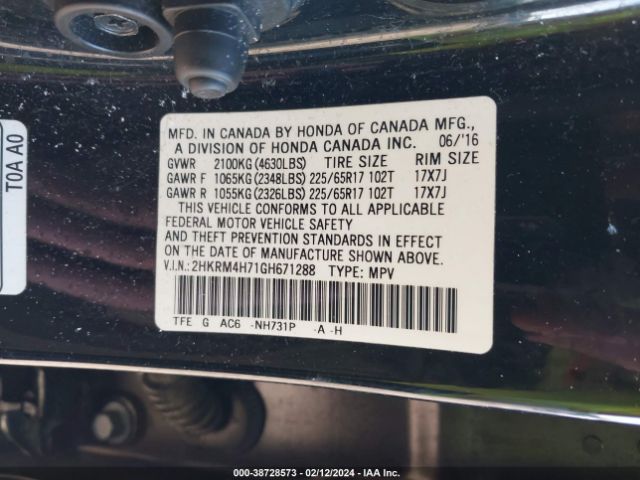 MFD. IN CANADA BY HONDA OF CANADA MFG.,
A DIVISION OF HONDA CANADA INC. 06/'16
GVWR 2100KG (4630LBS) TIRE SIZE RIM SIZE
GAWR F 1065KG (2348LBS) 225/65R17 102T 17X7J
GAWR R 1055KG (2326LBS) 225/65R17 102T 17X7J
THIS VEHICLE CONFORMS TO ALL APPLICABLE
FEDERAL MOTOR VEHICLE SAFETY
AND THEFT PREVENTION STANDARDS IN EFFECT
ON THE DATE OF MANUFACTURE SHOWN ABOVE.
V.I.N.: 2HKRM4H71GH671288 TYPE: MPV
TFE G AC6 -NH731P -A -H
T0A A0
000-38728573 - 02/12/2024 - IAA Inc.